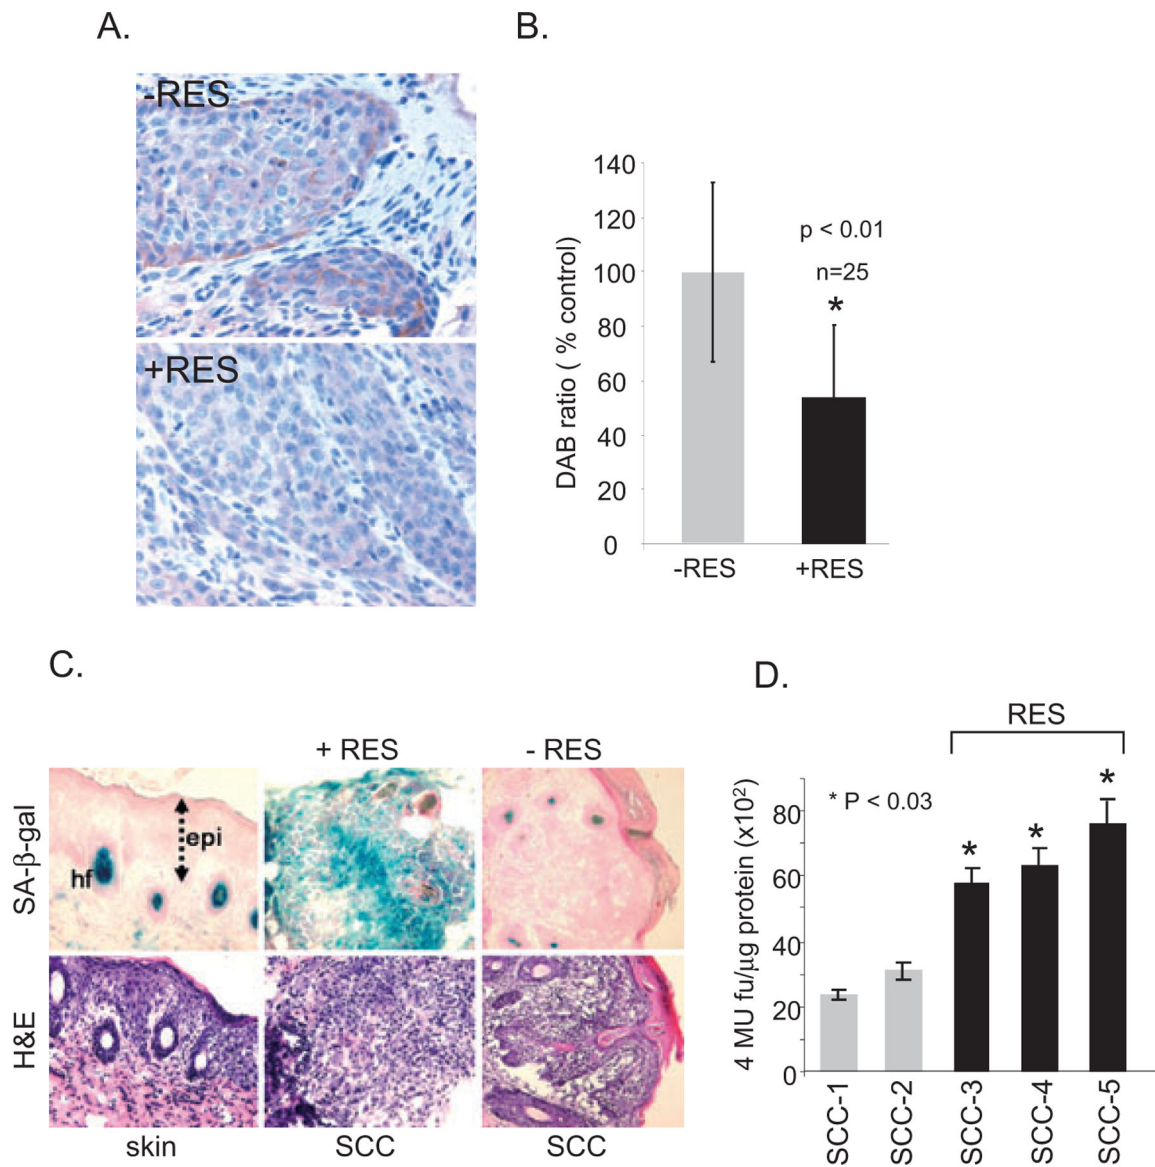 A.
-RES
+RES
B.
DAB ratio ( % control)
140
120
100
80
60
40
20
0
p < 0.01
n=25
*
-RES
+RES
C.
+ RES
- RES
SA-β-gal
epi
hf
H&E
skin
SCC
SCC
D.
RES
* P < 0.03
4 MU fu/μg protein (x10²)
80
60
40
20
0
*
*
*
SCC-1
SCC-2
SCC-3
SCC-4
SCC-5